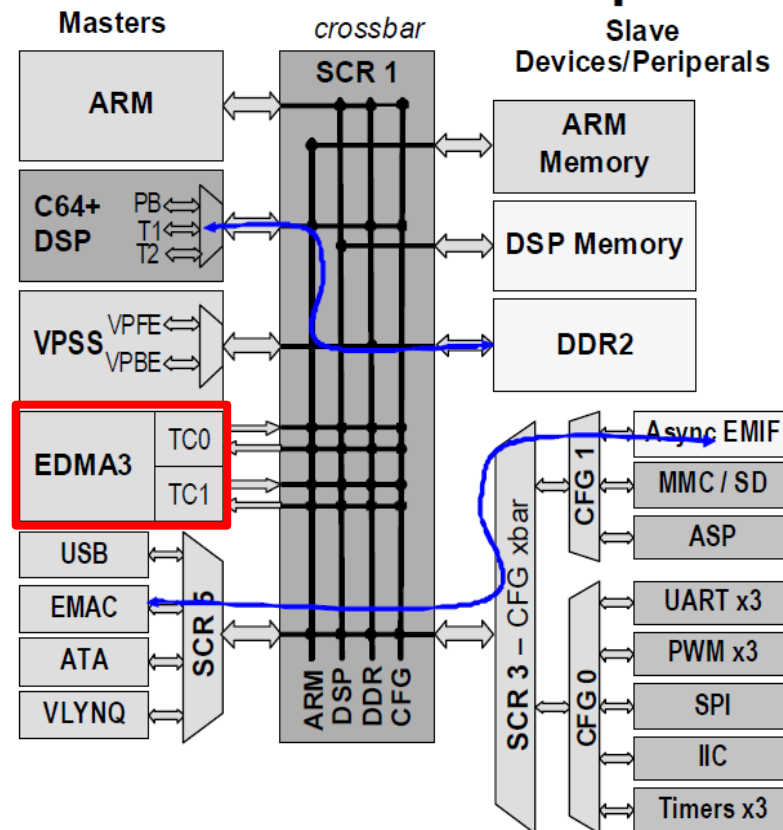 Masters
crossbar
Slave
Devices/Periperals
SCR 1
ARM
ARM
Memory
C64+
DSP
PB
T1
T2
DSP Memory
VPSS
VPFE
VPBE
DDR2
EDMA3
TC0
TC1
Async EMIF
MMC / SD
ASP
CFG 1
SCR 3 – CFG xbar
USB
EMAC
ATA
VLYNQ
SCR 5
ARM
DSP
DDR
CFG
CFG 0
UART x3
PWM x3
SPI
IIC
Timers x3